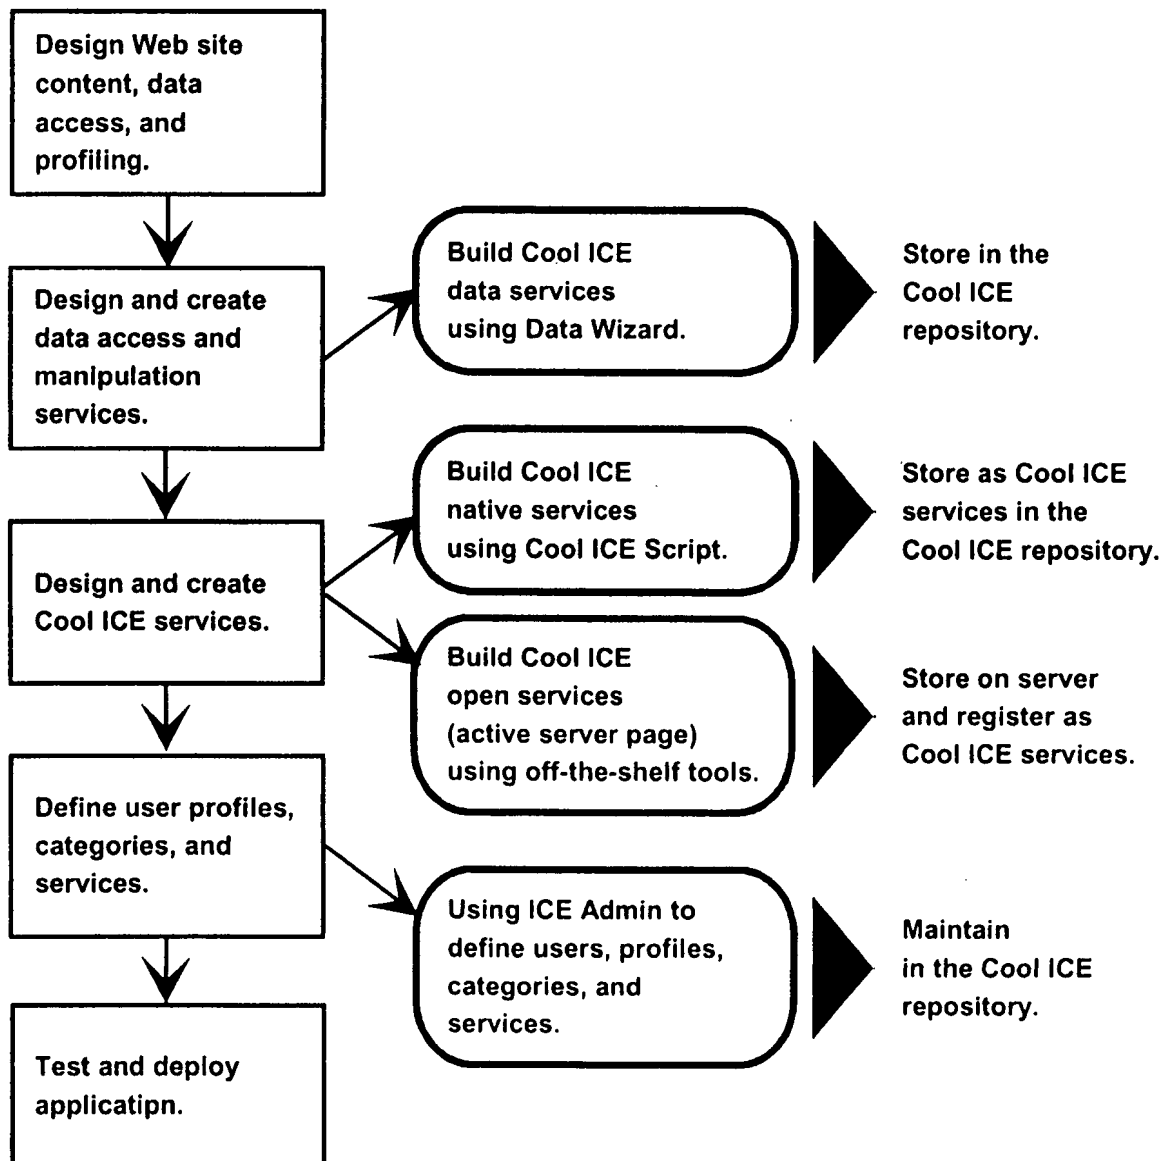 Design Web site
content, data
access, and
profiling.
Design and create
data access and
manipulation
services.
Build Cool ICE
data services
using Data Wizard.
Store in the
Cool ICE
repository.
Design and create
Cool ICE services.
Build Cool ICE
native services
using Cool ICE Script.
Store as Cool ICE
services in the
Cool ICE repository.
Build Cool ICE
open services
(active server page)
using off-the-shelf tools.
Store on server
and register as
Cool ICE services.
Define user profiles,
categories, and
services.
Using ICE Admin to
define users, profiles,
categories, and
services.
Maintain
in the Cool ICE
repository.
Test and deploy
applicatipn.